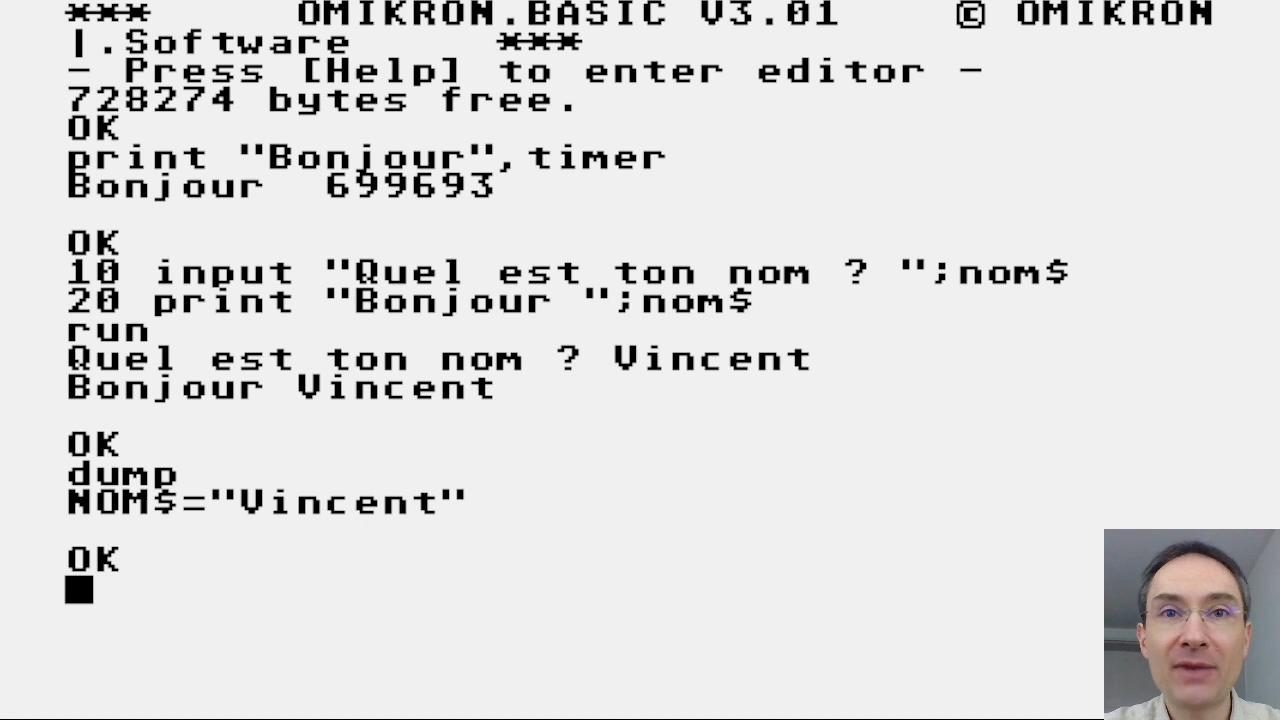 *** OMIKRON.BASIC V3.01 © OMIKRON
|.Software ***
- Press [Help] to enter editor -
728274 bytes free.
OK
print "Bonjour",timer
Bonjour 699693
OK
10 input "Quel est ton nom ? ";nom$
20 print "Bonjour ";nom$
run
Quel est ton nom ? Vincent
Bonjour Vincent
OK
dump
NOM$="Vincent"
OK